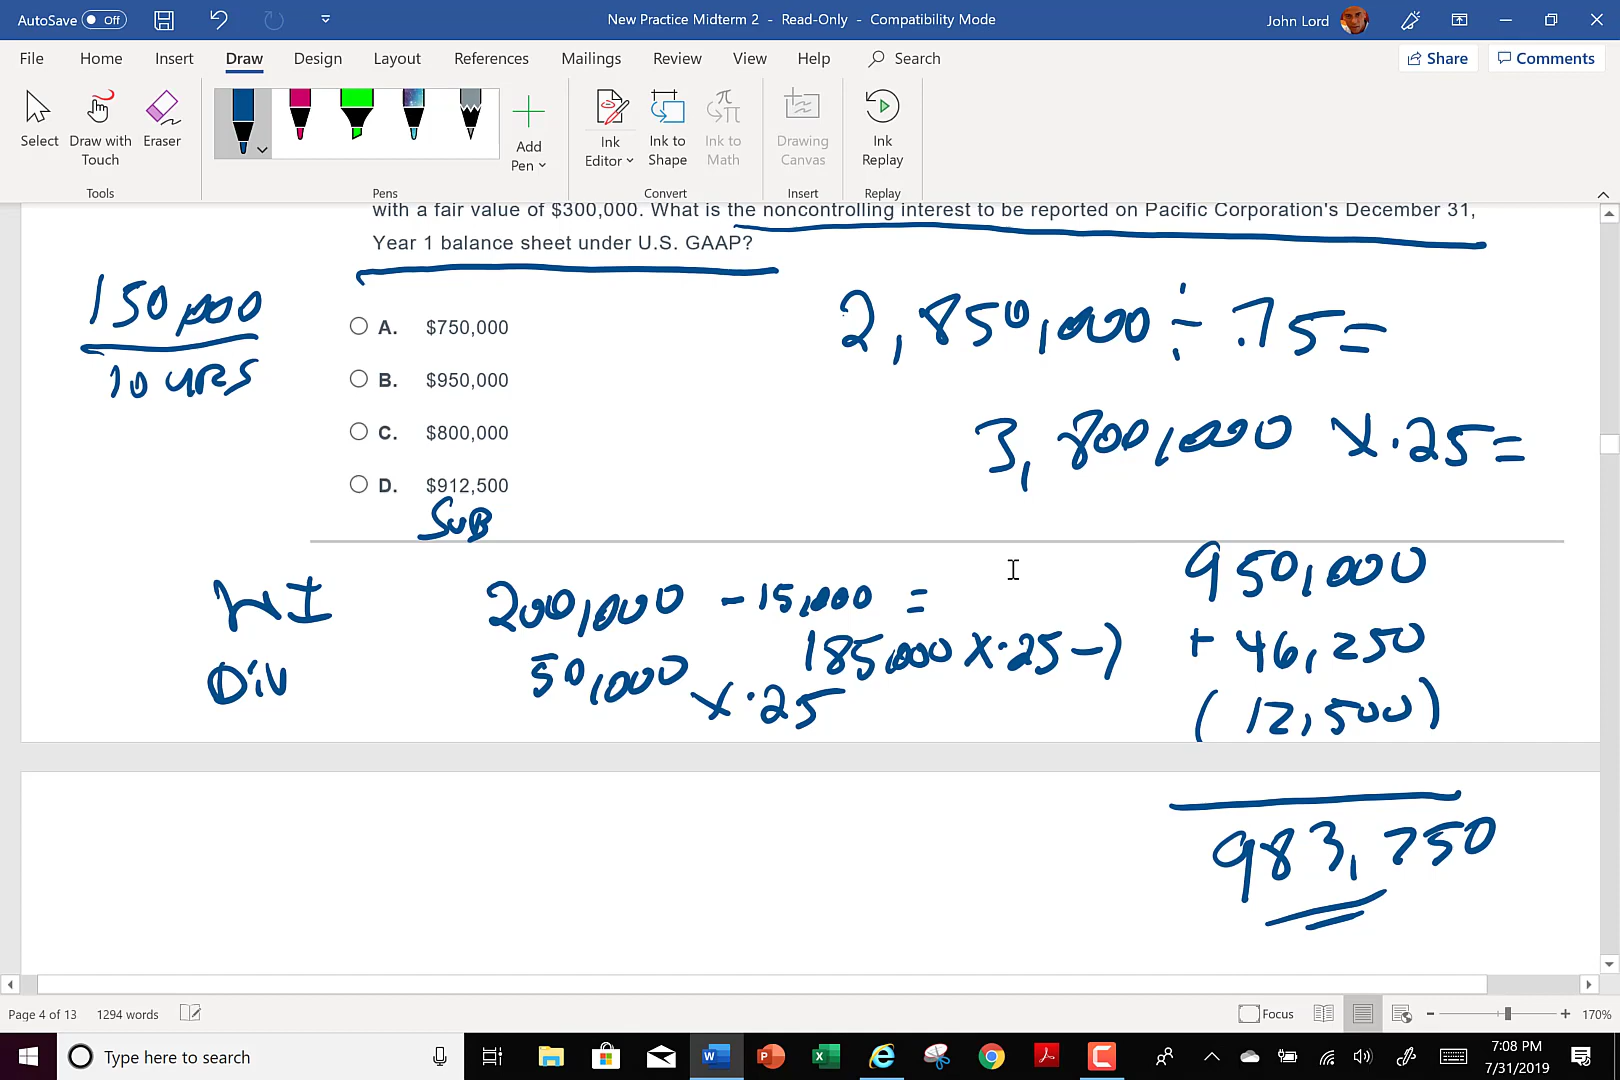 AutoSave Off
New Practice Midterm 2 - Read-Only - Compatibility Mode
John Lord
File Home Insert Draw Design Layout References Mailings Review View Help Search
Share Comments
Select Draw with Touch Eraser
Add Pen
Ink Editor Ink to Shape Ink to Math Drawing Canvas Ink Replay
Tools Pens Convert Insert Replay
with a fair value of $300,000. What is the noncontrolling interest to be reported on Pacific Corporation's December 31,
Year 1 balance sheet under U.S. GAAP?
150,000
10 YRS
A. $750,000
B. $950,000
C. $800,000
D. $912,500
2,850,000 ÷ .75=
3,800,000 X.25=
SUB
950,000
NI 200,000 -15,000 =
185,000 X.25 →
+ 46,250
Div 50,000
X.25
(12,500)
983,750
Page 4 of 13 1294 words
Focus
170%
Type here to search
7:08 PM
7/31/2019